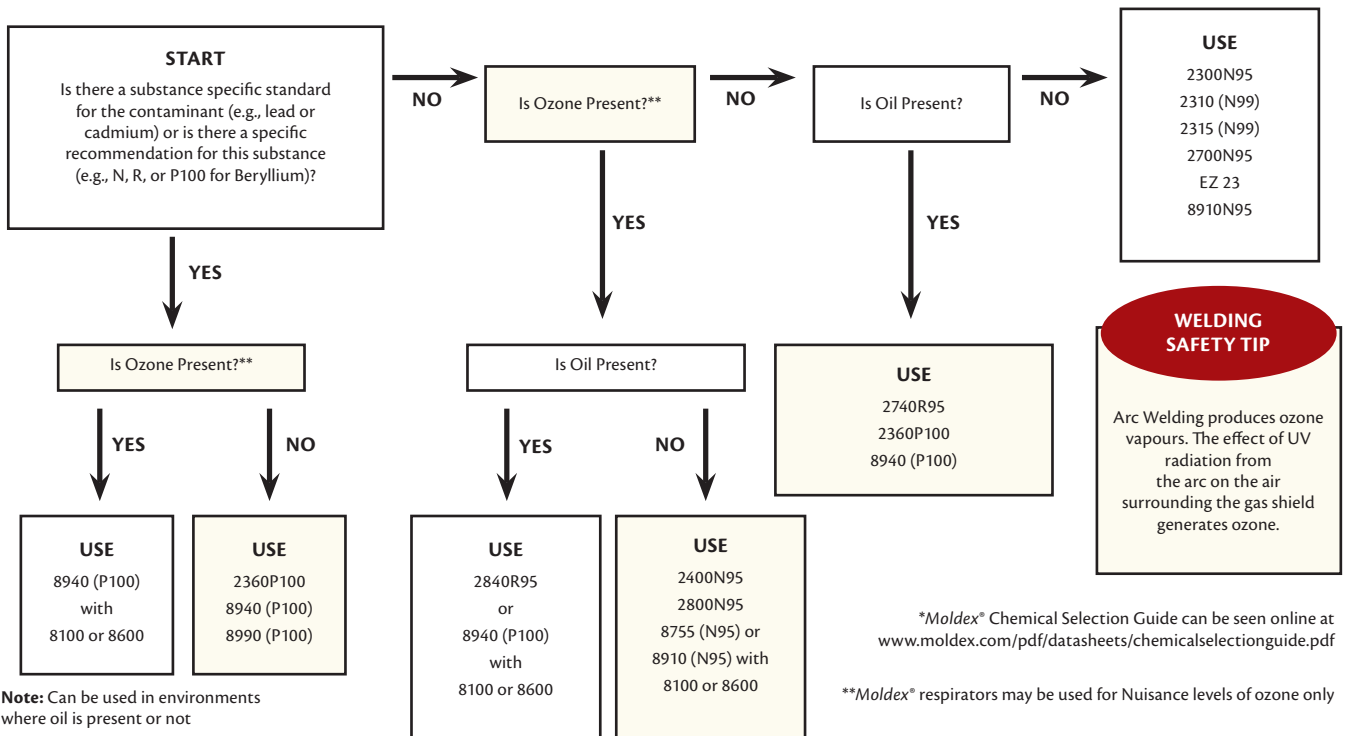 START
Is there a substance specific standard
for the contaminant (e.g., lead or
cadmium) or is there a specific
recommendation for this substance
(e.g., N, R, or P100 for Beryllium)?
NO
Is Ozone Present?**
NO
Is Oil Present?
NO
USE
2300N95
2310 (N99)
2315 (N99)
2700N95
EZ 23
8910N95
YES
YES
YES
Is Ozone Present?**
YES
NO
USE
8940 (P100)
with
8100 or 8600
USE
2360P100
8940 (P100)
8990 (P100)
Note: Can be used in environments
where oil is present or not
Is Oil Present?
YES
NO
USE
2840R95
or
8940 (P100)
with
8100 or 8600
USE
2400N95
2800N95
8755 (N95) or
8910 (N95) with
8100 or 8600
USE
2740R95
2360P100
8940 (P100)
WELDING
SAFETY TIP
Arc Welding produces ozone
vapours. The effect of UV
radiation from
the arc on the air
surrounding the gas shield
generates ozone.
*Moldex® Chemical Selection Guide can be seen online at
www.moldex.com/pdf/datasheets/chemicalselectionguide.pdf
**Moldex® respirators may be used for Nuisance levels of ozone only